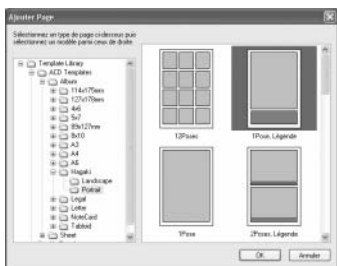 Ajouter Page
Sélectionnez un type de page ci-dessous puis
sélectionnez un modèle parmi ceux de droite.
Template Library
ACD Templates
Album
114x175mm
127x178mm
4x6
5x7
89x127mm
8x10
A3
A4
A6
Hagaki
Landscape
Portrait
Legal
Letter
NoteCard
Tabloid
Sheet
12Poses
1Pose, Légende
1Pose
2Poses, Légende
OK
Annuler